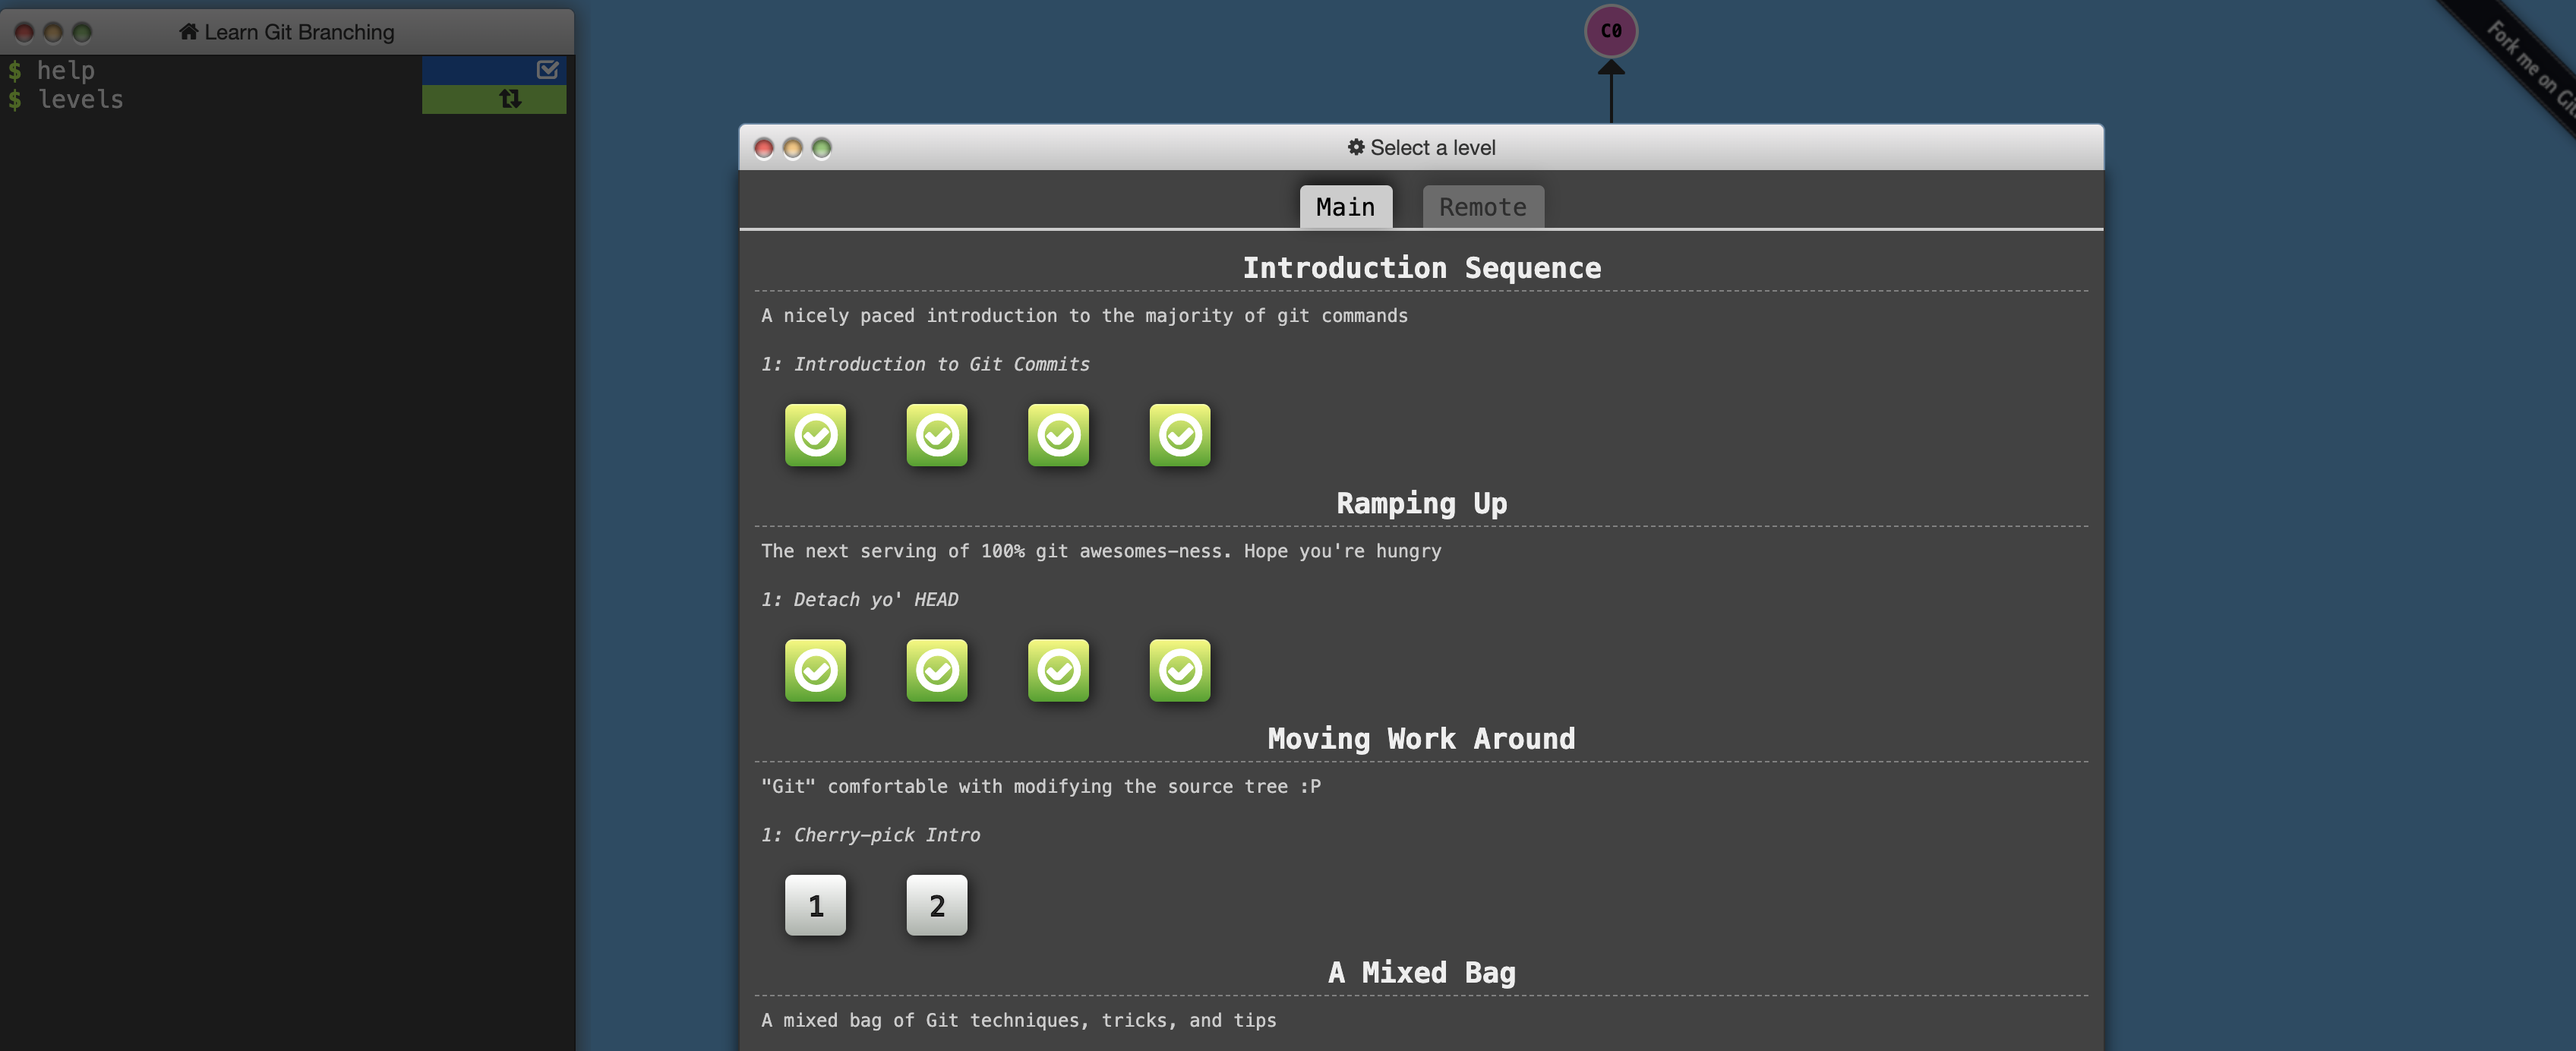 Learn Git Branching
$ help
$ levels
C0
Fork me on Git
Select a level
Main Remote
Introduction Sequence
A nicely paced introduction to the majority of git commands
1: Introduction to Git Commits
Ramping Up
The next serving of 100% git awesomes-ness. Hope you're hungry
1: Detach yo' HEAD
Moving Work Around
"Git" comfortable with modifying the source tree :P
1: Cherry-pick Intro
1 2
A Mixed Bag
A mixed bag of Git techniques, tricks, and tips